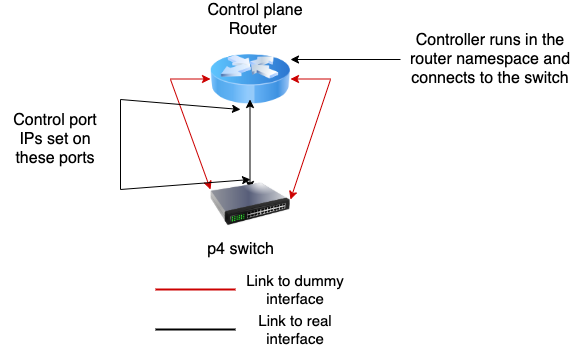 Control plane
Router
Controller runs in the
router namespace and
connects to the switch
Control port
IPs set on
these ports
p4 switch
Link to dummy
interface
Link to real
interface